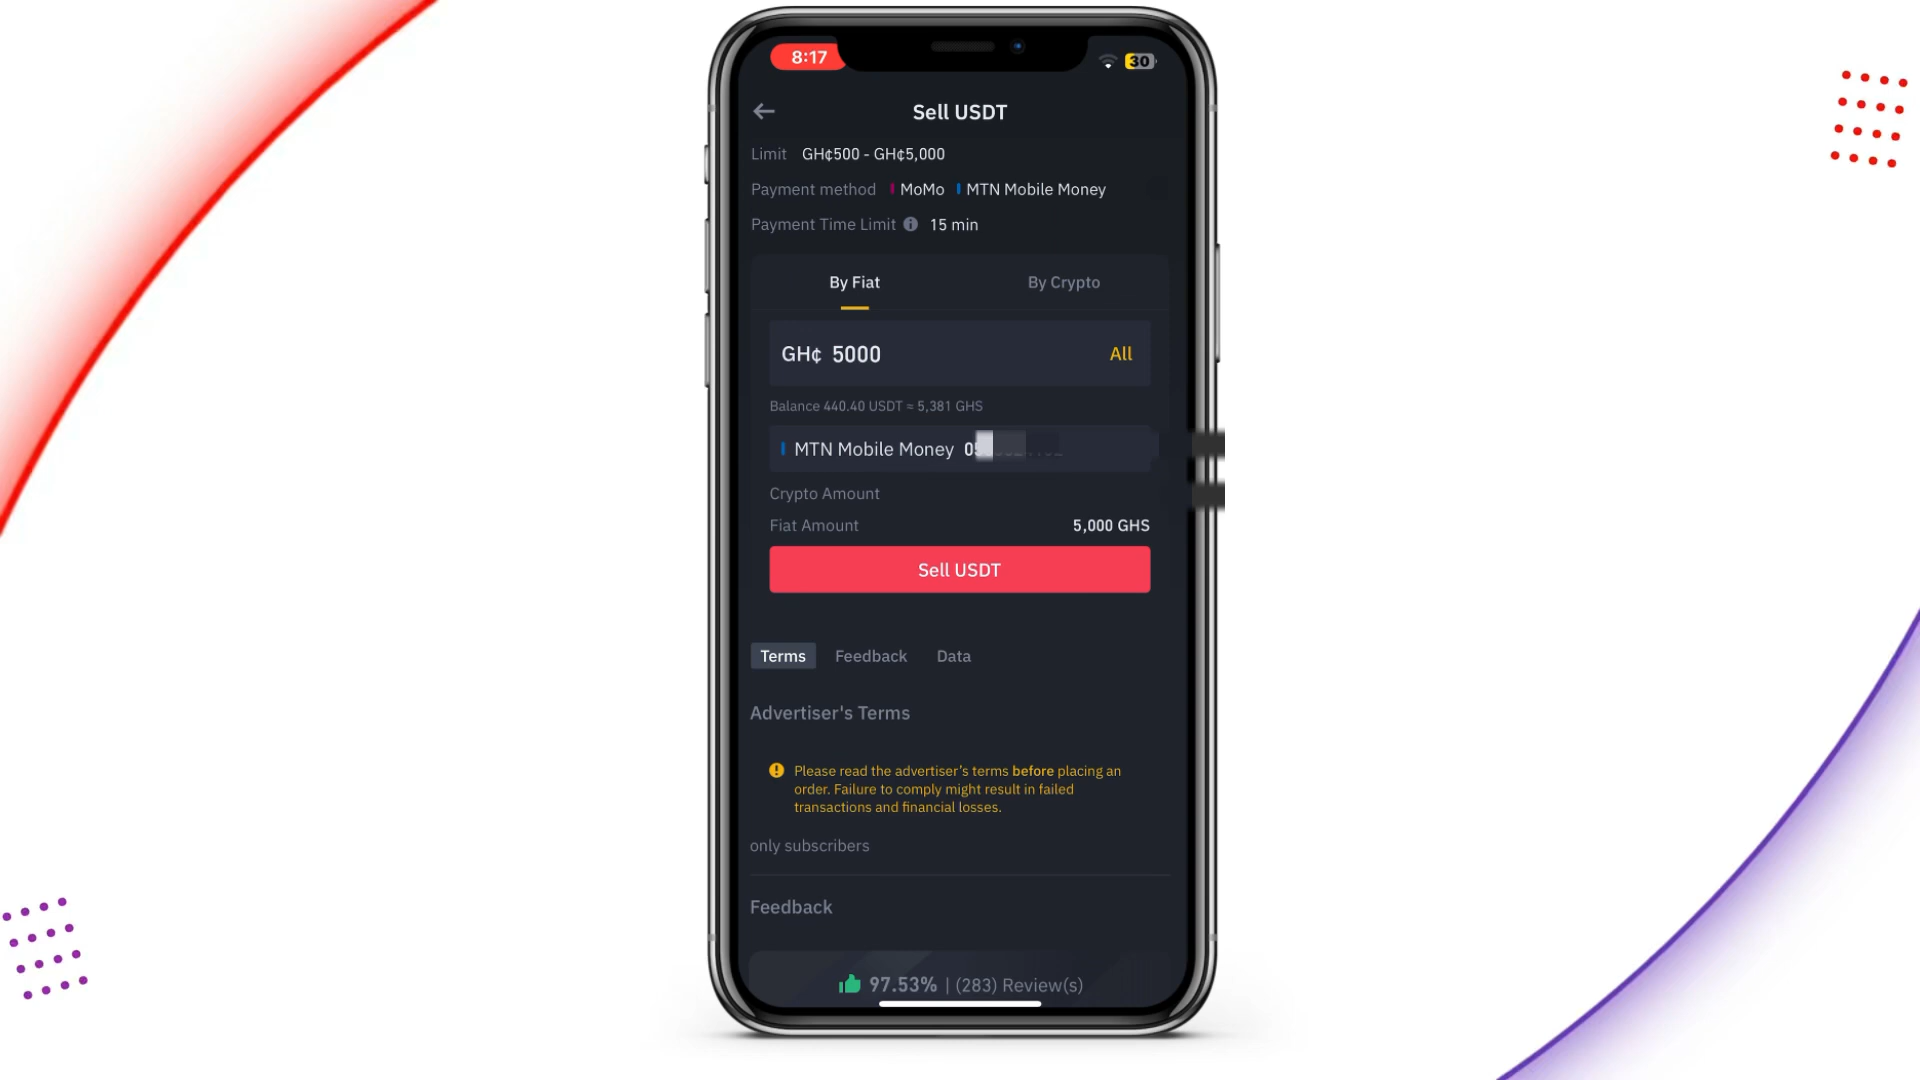 8:17
30
Sell USDT
Limit GH¢500 - GH¢5,000
Payment method MoMo MTN Mobile Money
Payment Time Limit 15 min
By Fiat By Crypto
GH¢ 5000 All
Balance 440.40 USDT ≈ 5,381 GHS
MTN Mobile Money
Crypto Amount
Fiat Amount 5,000 GHS
Sell USDT
Terms Feedback Data
Advertiser's Terms
Please read the advertiser's terms before placing an
order. Failure to comply might result in failed
transactions and financial losses.
only subscribers
Feedback
97.53% | (283) Review(s)